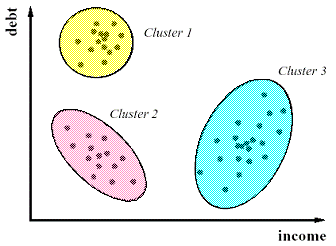 debt
Cluster 1
Cluster 3
Cluster 2
income